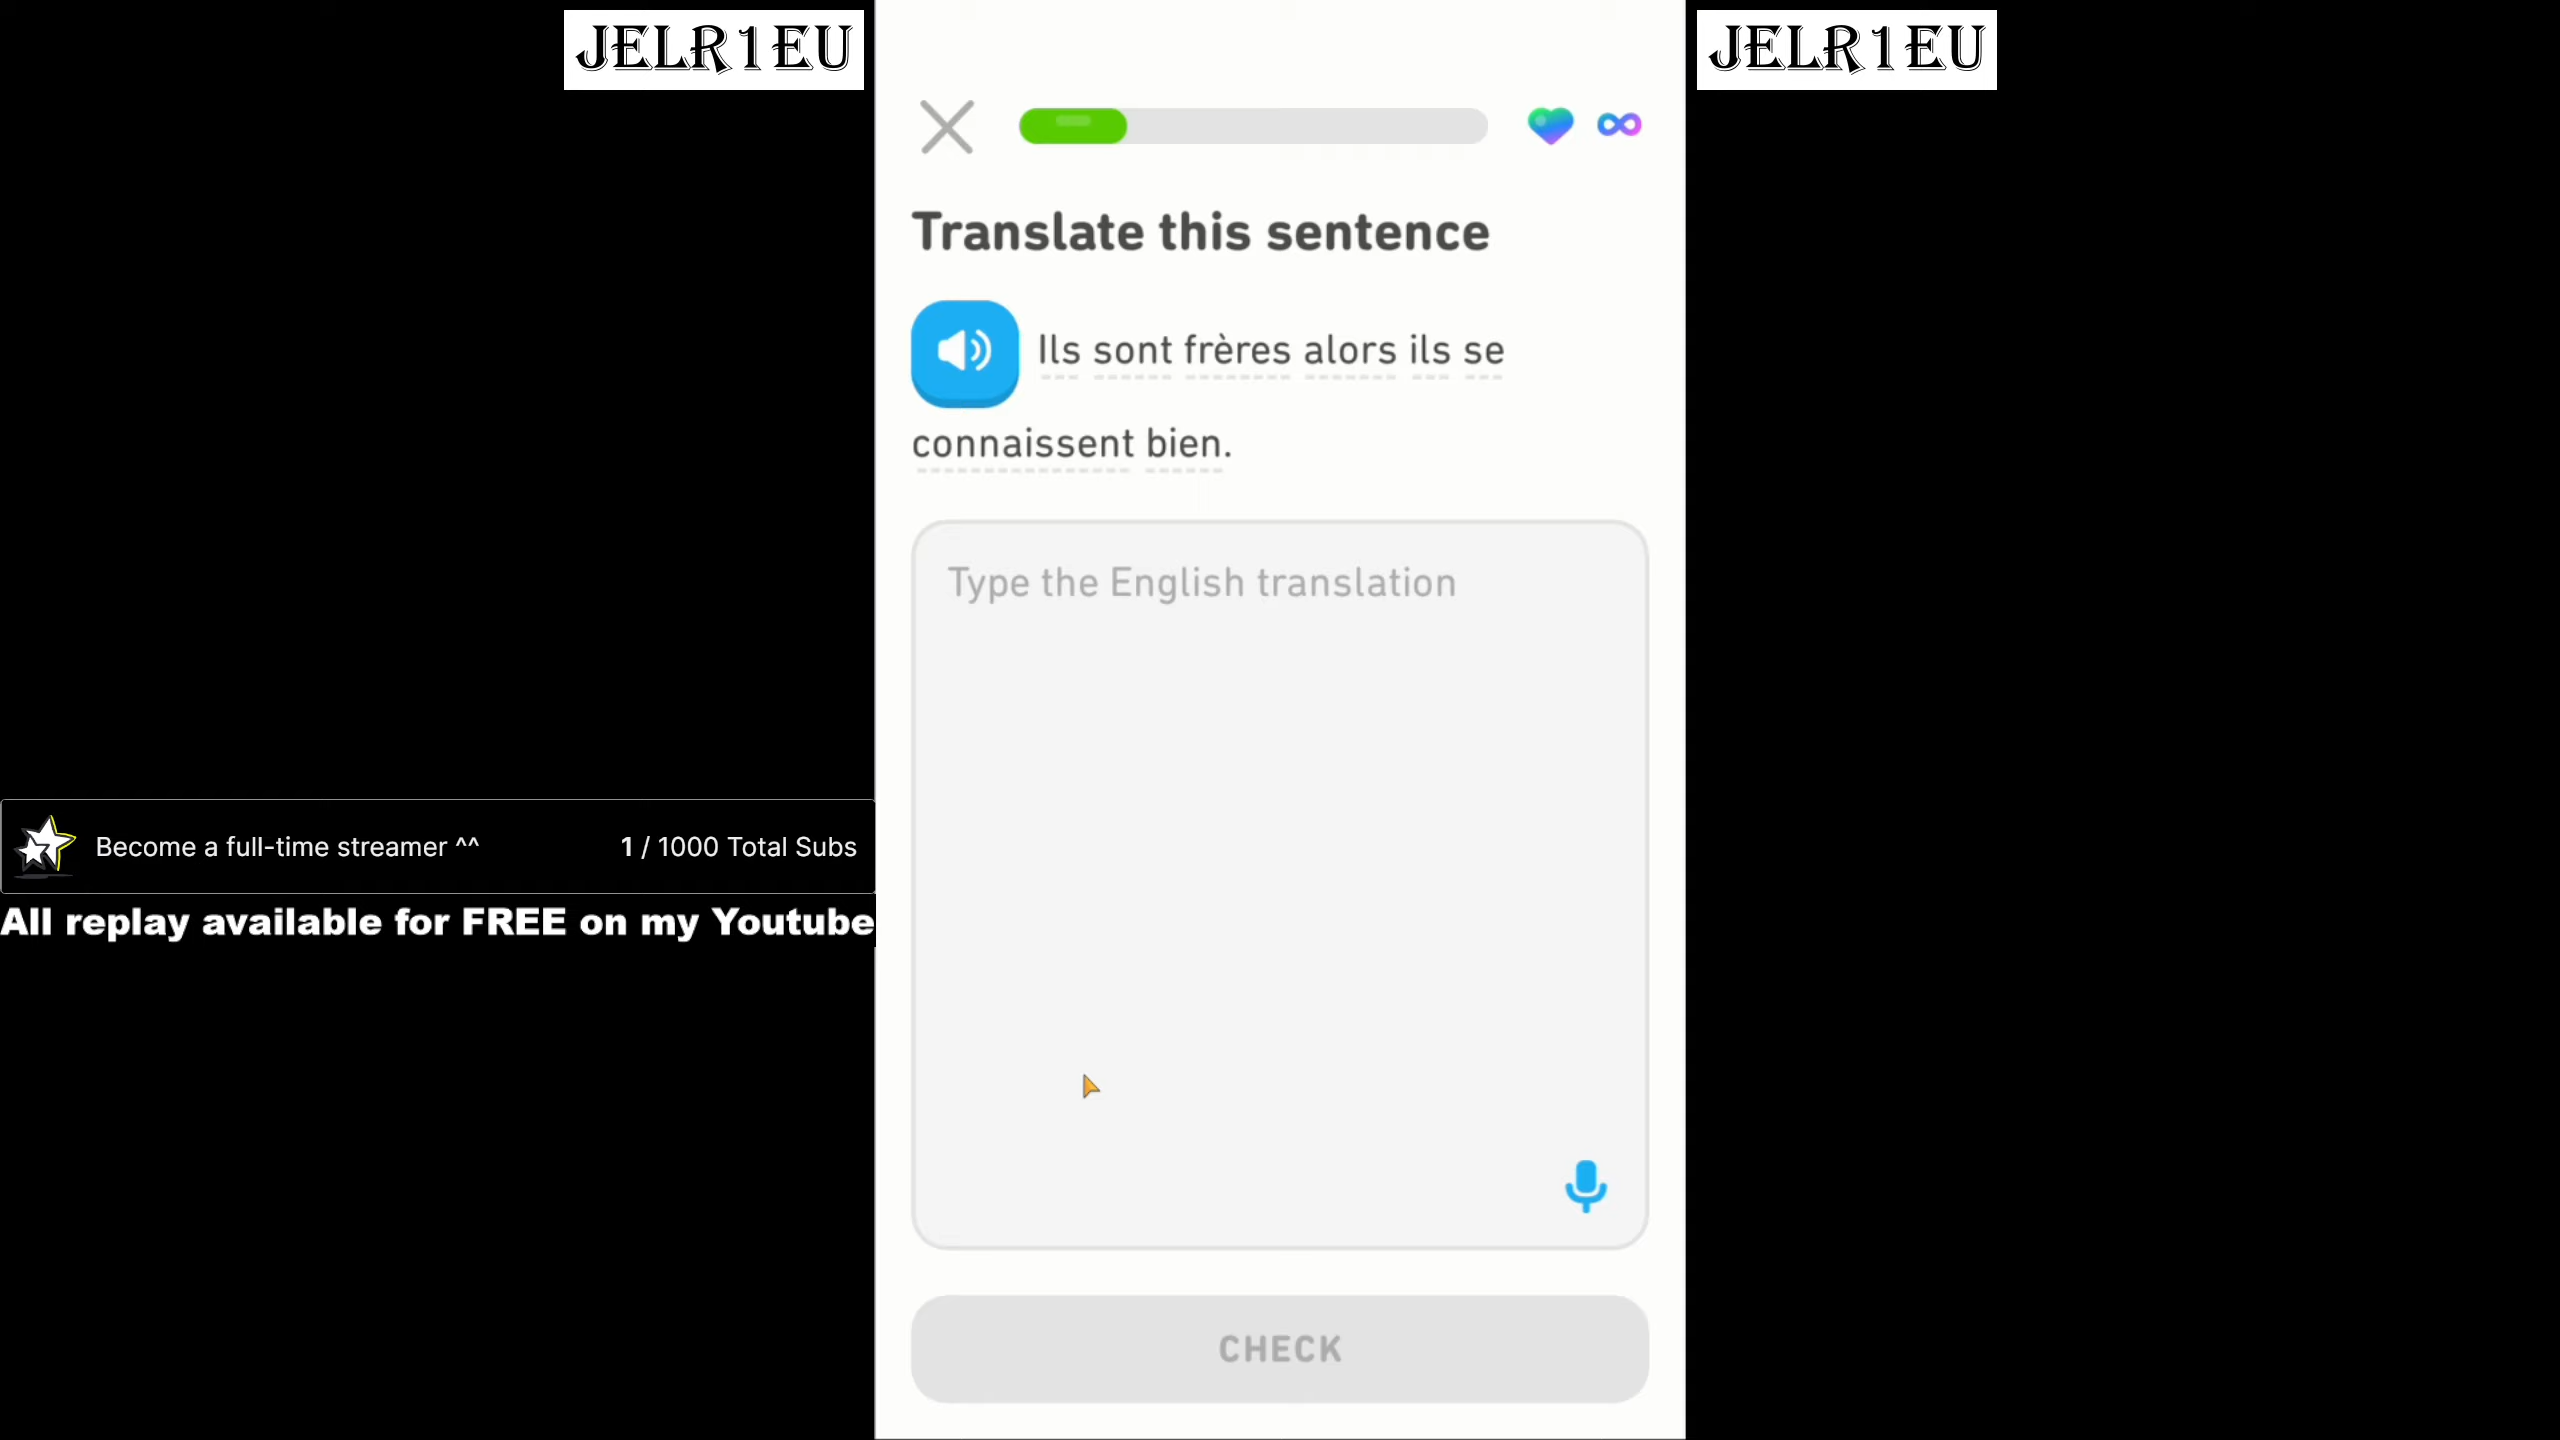 JELR1EU
JELR1EU
Translate this sentence
Ils sont frères alors ils se
connaissent bien.
Type the English translation
Become a full-time streamer ^^ 1 / 1000 Total Subs
All replay available for FREE on my Youtube
CHECK